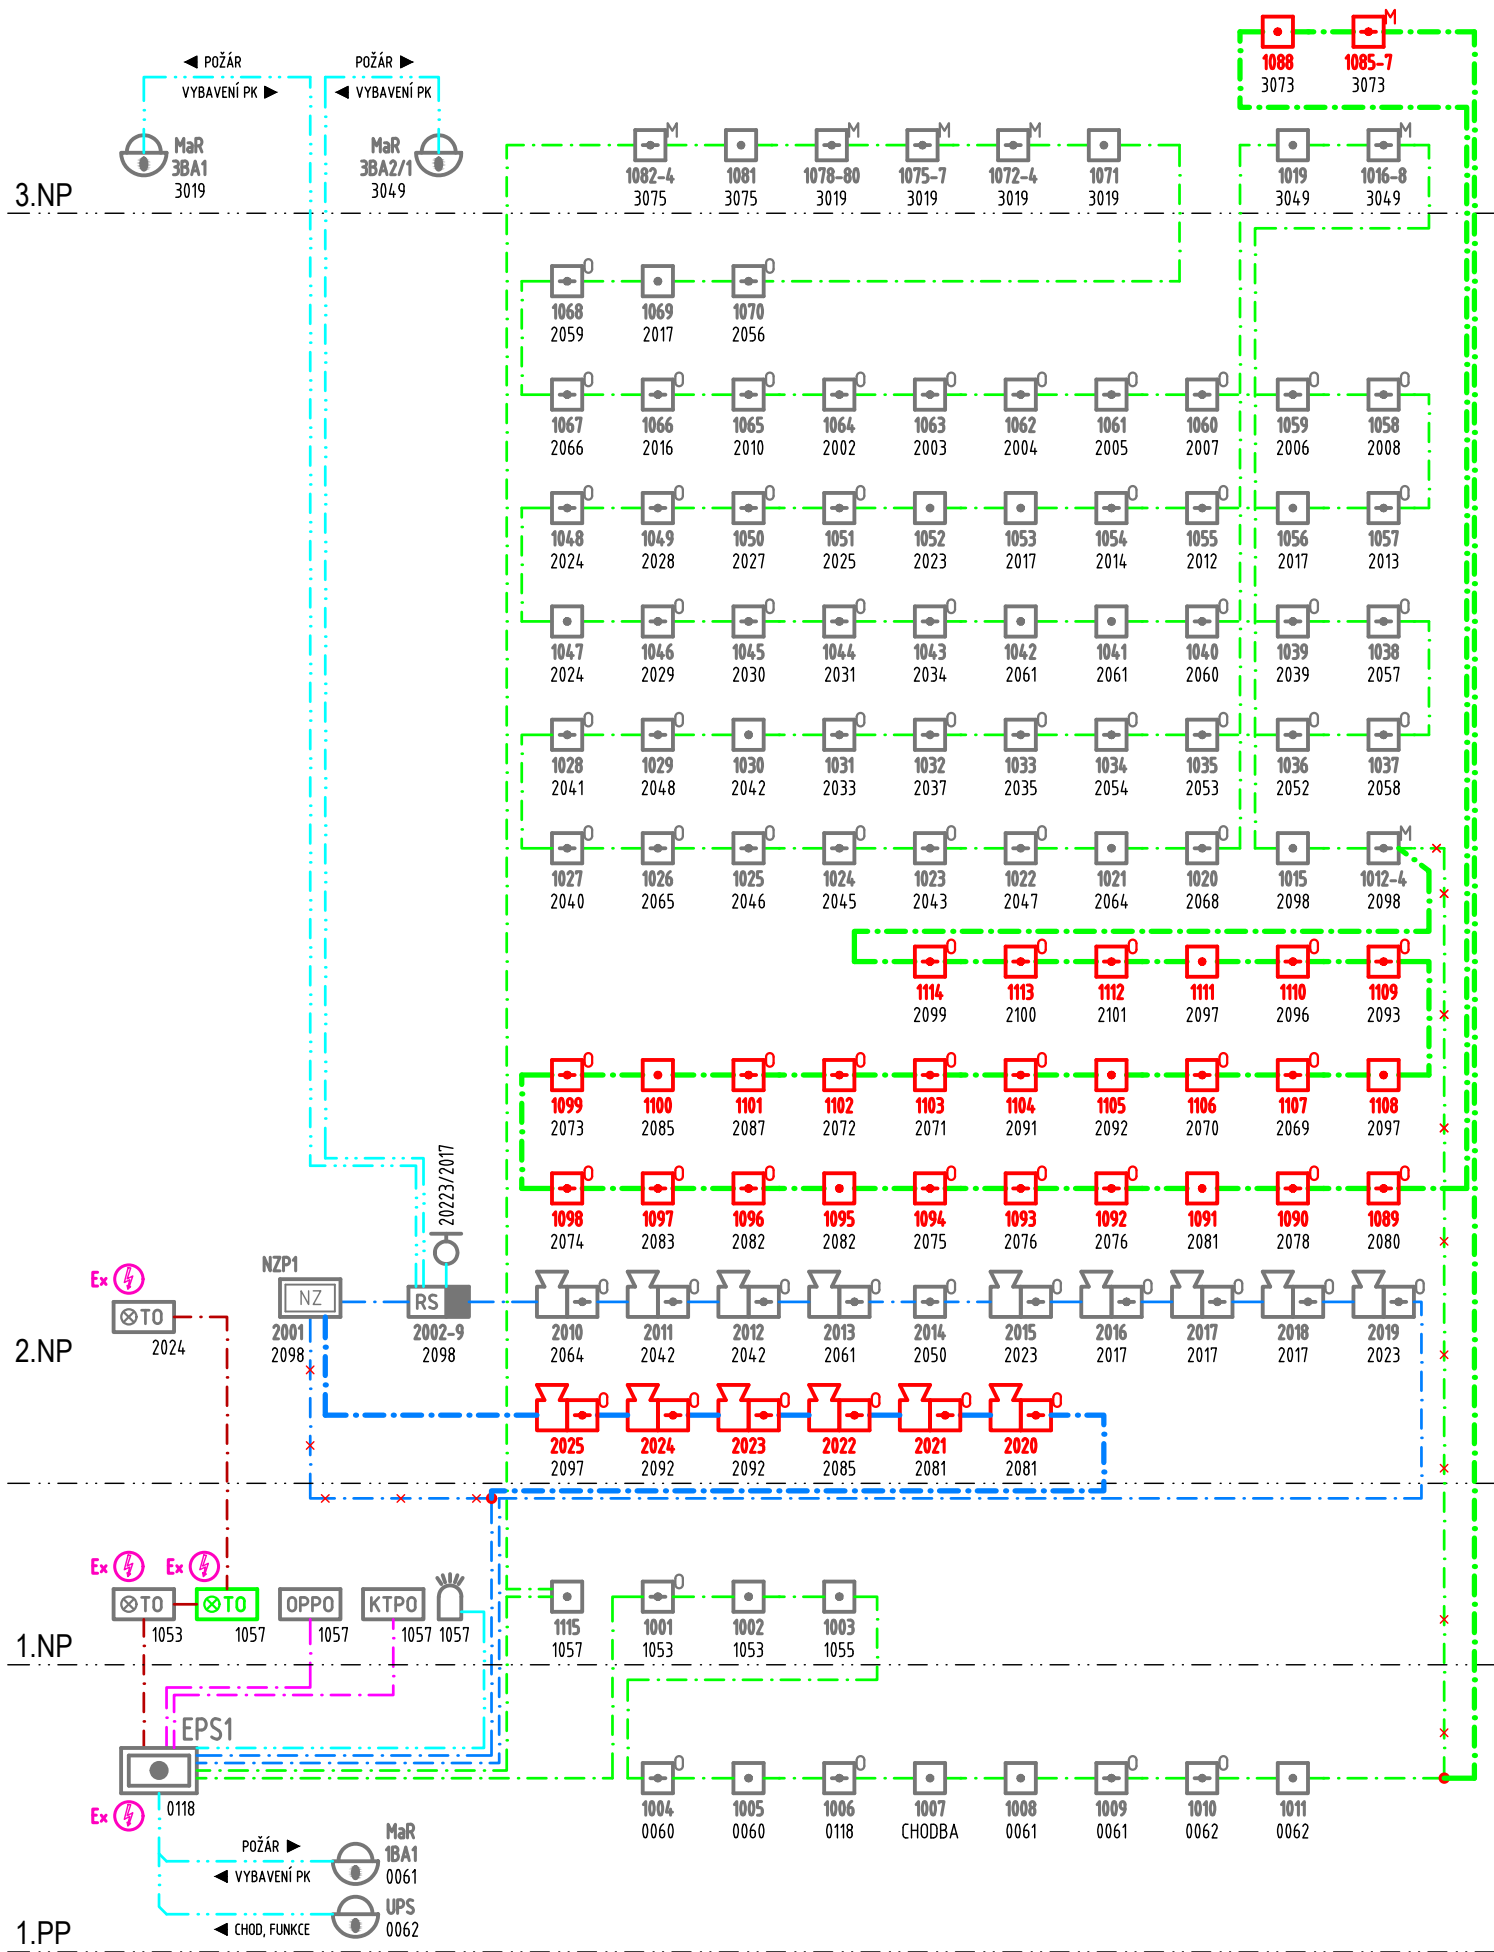 M
1088 1085-7
3073 3073
◄ POŽÁR POŽÁR ►
VYBAVENÍ PK ► ◄ VYBAVENÍ PK
M M M M M
MaR MaR
3BA1 3BA2/1
3019 3049
1082-4 1081 1078-80 1075-7 1072-4 1071 1019 1016-8
3075 3075 3019 3019 3019 3019 3049 3049
3.NP
O O
1068 1069 1070
2059 2017 2056
O O O O O O O O O O
1067 1066 1065 1064 1063 1062 1061 1060 1059 1058
2066 2016 2010 2002 2003 2004 2005 2007 2006 2008
O O O O O O O
1048 1049 1050 1051 1052 1053 1054 1055 1056 1057
2024 2028 2027 2025 2023 2017 2014 2012 2017 2013
O O O O O O O
1047 1046 1045 1044 1043 1042 1041 1040 1039 1038
2024 2029 2030 2031 2034 2061 2061 2060 2039 2057
O O O O O O O O O
1028 1029 1030 1031 1032 1033 1034 1035 1036 1037
2041 2048 2042 2033 2037 2035 2054 2053 2052 2058
O O O O O O O M
1027 1026 1025 1024 1023 1022 1021 1020 1015 1012-4
2040 2065 2046 2045 2043 2047 2064 2068 2098 2098
O O O O O
1114 1113 1112 1111 1110 1109
2099 2100 2101 2097 2096 2093
O O O O O O O
1099 1100 1101 1102 1103 1104 1105 1106 1107 1108
2073 2085 2087 2072 2071 2091 2092 2070 2069 2097
O O O O O O O O
1098 1097 1096 1095 1094 1093 1092 1091 1090 1089
2074 2083 2082 2082 2075 2076 2076 2081 2078 2080
20223/2017
NZP1
Ex
NZ RS O O O O O O O O O O
TO
2001 2002-9 2010 2011 2012 2013 2014 2015 2016 2017 2018 2019
2024 2098 2098 2064 2042 2042 2061 2050 2023 2017 2017 2017 2023
2.NP
O O O O O O
2025 2024 2023 2022 2021 2020
2097 2092 2092 2085 2081 2081
Ex Ex
O
TO TO OPPO KTPO
1115 1001 1002 1003
1053 1057 1057 1057 1057 1057 1053 1053 1055
1.NP
EPS1
O O O O
0118
1004 1005 1006 1007 1008 1009 1010 1011
0060 0060 0118 CHODBA 0061 0061 0062 0062
Ex
POŽÁR ► MaR
1BA1
◄ VYBAVENÍ PK 0061
UPS
◄ CHOD, FUNKCE 0062
1.PP